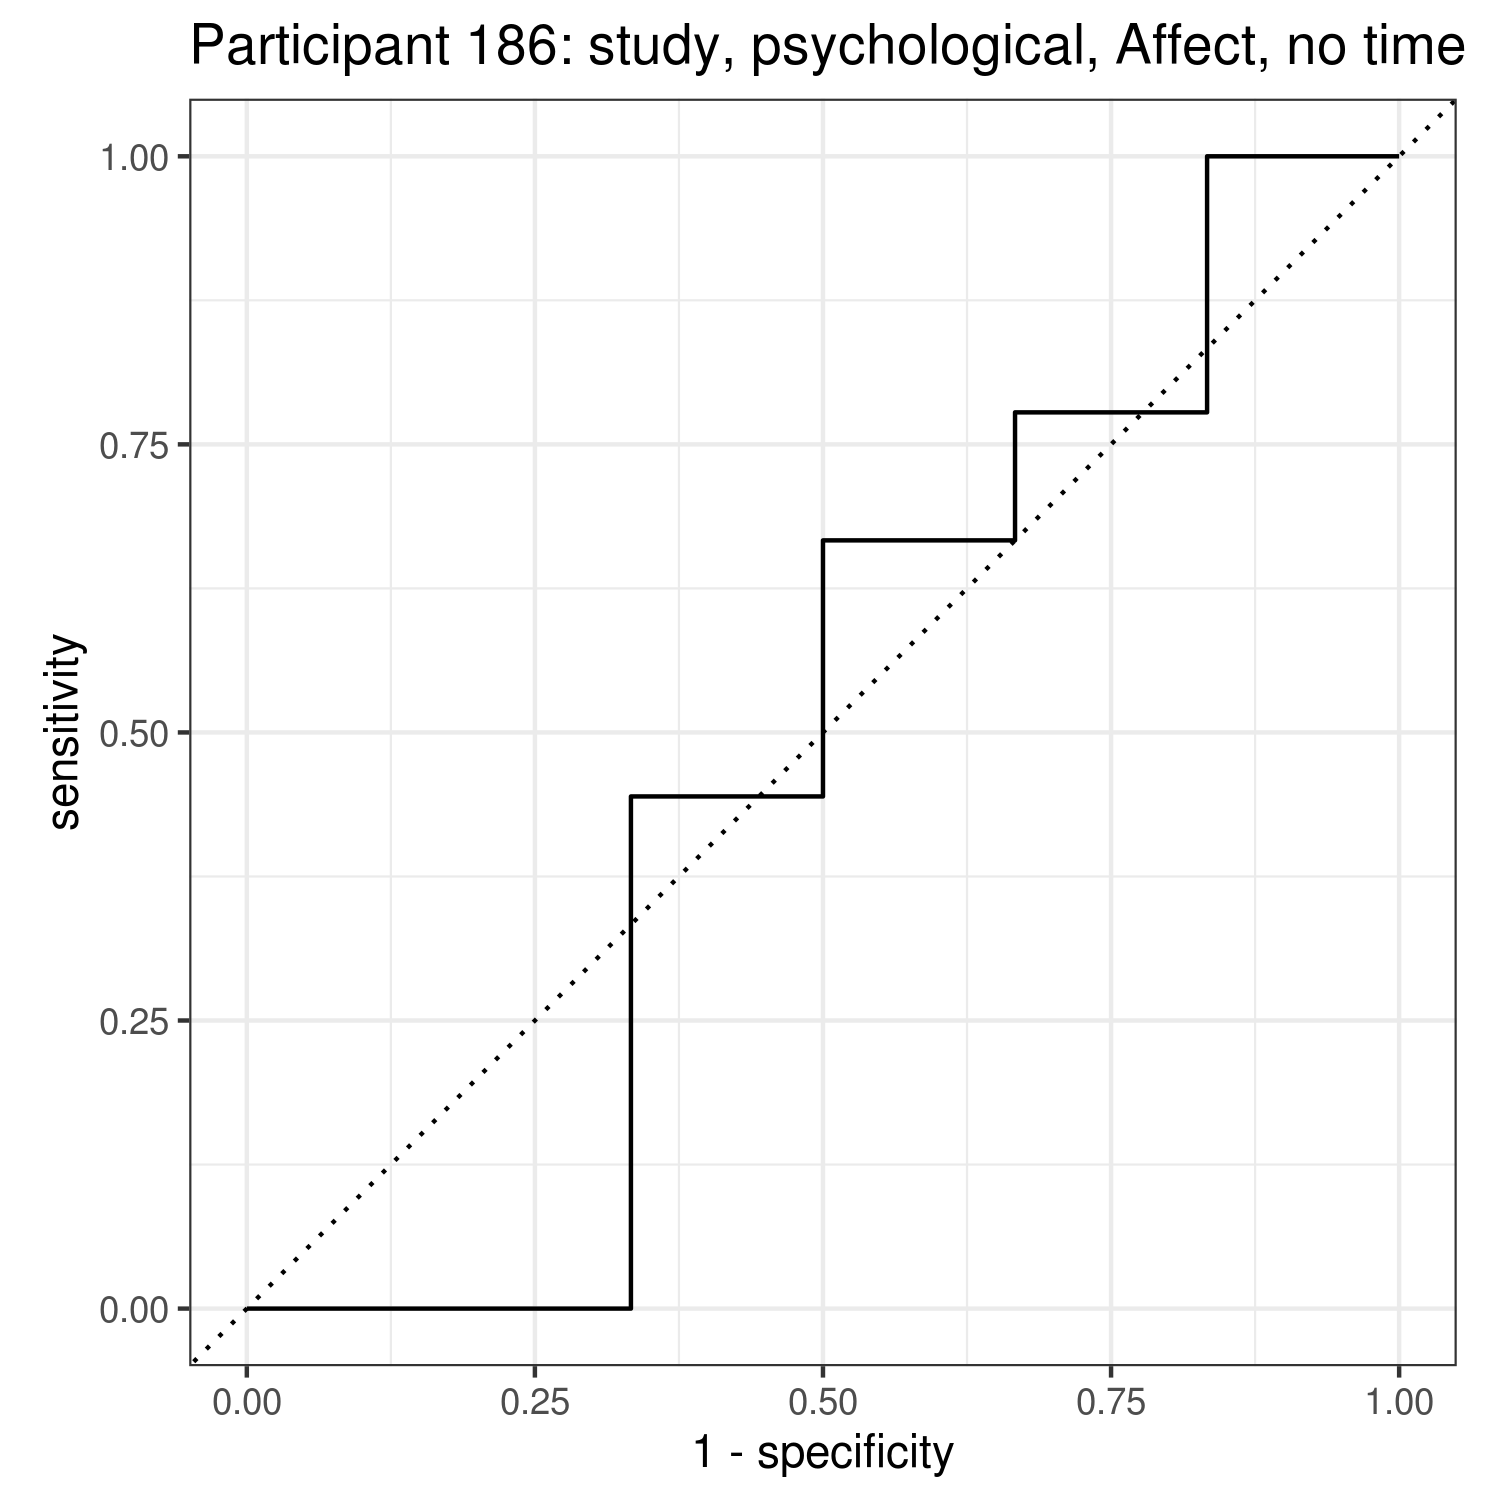 Participant 186: study, psychological, Affect, no time
1.00
0.75
0.50
0.25
0.00
sensitivity
0.00 0.25 0.50 0.75 1.00
1 - specificity